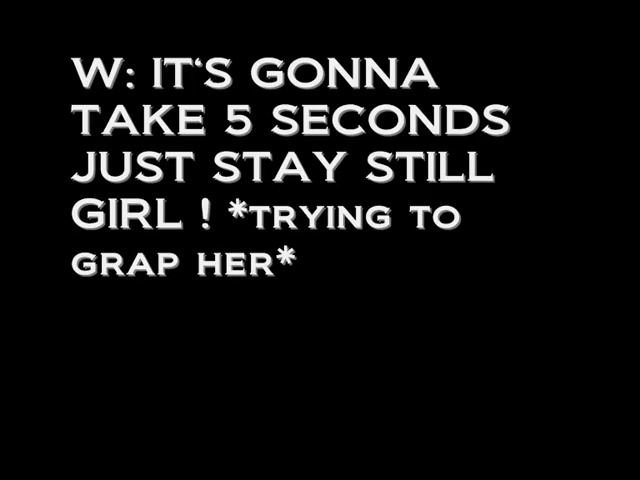 W: IT'S GONNA
TAKE 5 SECONDS
JUST STAY STILL
GIRL ! *TRYING TO
GRAP HER*